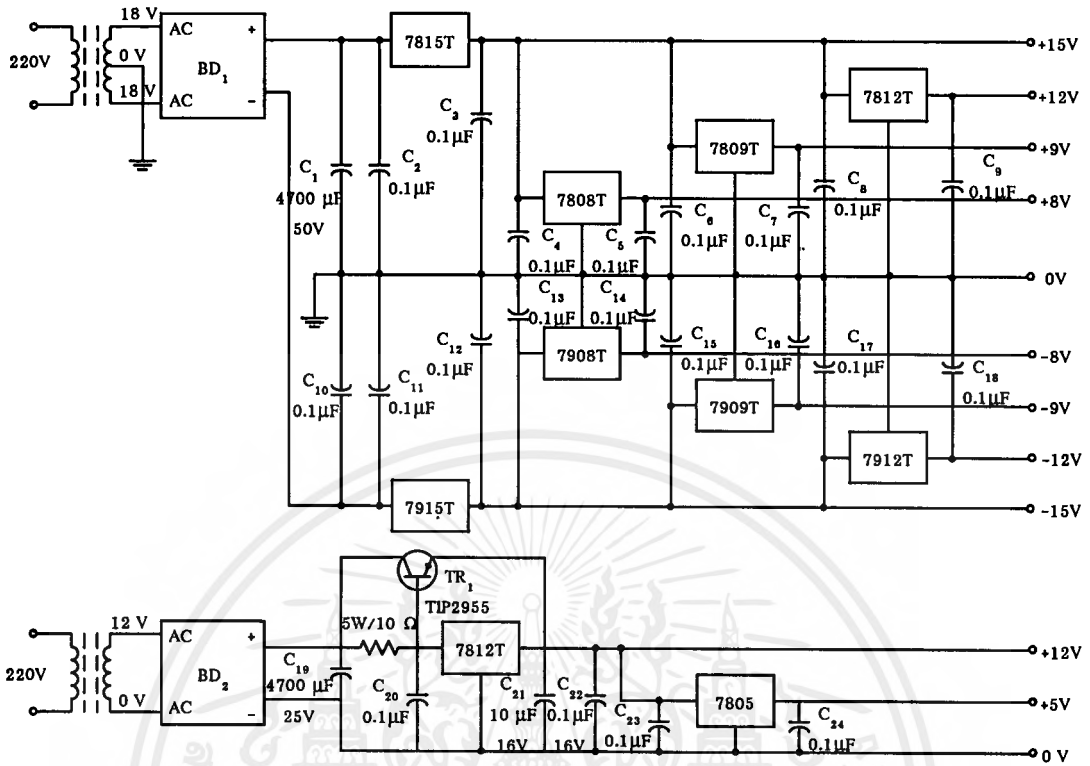 18 V
AC
+
7815T
+15V
220V
0 V
BD₁
18 V
AC
−
7812T
+12V
C₃
0.1µF
7809T
+9V
C₁
4700 µF
50V
C₂
0.1µF
C₉
0.1µF
C₈
0.1µF
7808T
+8V
C₆
0.1µF
C₇
0.1µF
C₄
0.1µF
C₅
0.1µF
0V
C₁₃
0.1µF
C₁₄
0.1µF
C₁₂
0.1µF
7908T
C₁₅
0.1µF
C₁₆
0.1µF
C₁₇
0.1µF
-8V
C₁₀
0.1µF
C₁₁
0.1µF
C₁₈
0.1µF
7909T
-9V
7912T
-12V
7915T
-15V
TR₁
TIP2955
12 V
AC
+
5W/10 Ω
7812T
+12V
220V
BD₂
C₁₉
4700 µF
25V
C₂₀
0.1µF
C₂₁
10 µF
16V
C₂₂
0.1µF
16V
7805
+5V
0 V
AC
−
C₂₃
0.1µF
C₂₄
0.1µF
0 V